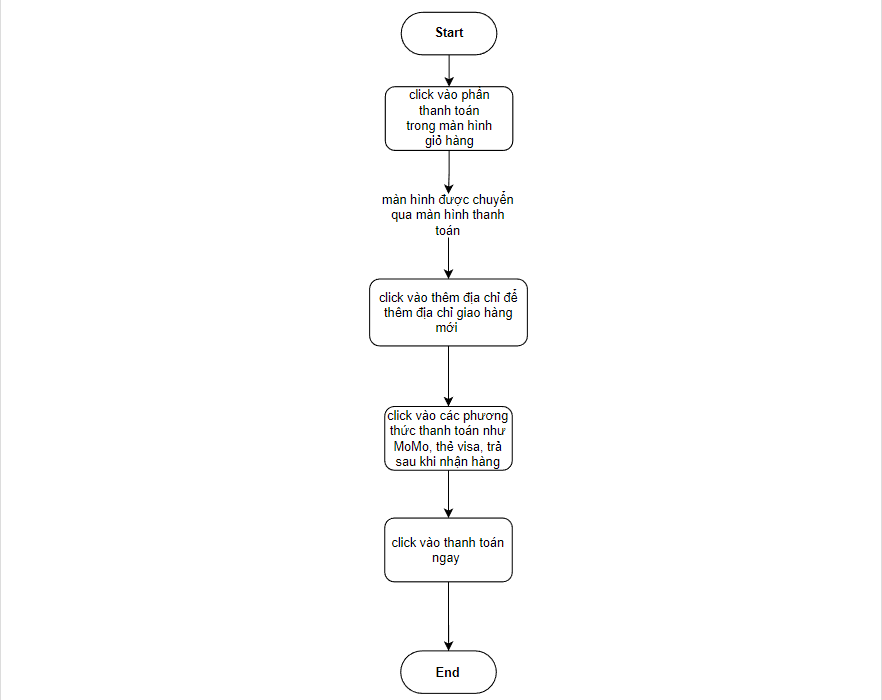 Start
click vào phần
thanh toán
trong màn hình
giỏ hàng
màn hình được chuyển
qua màn hình thanh
toán
click vào thêm địa chỉ để
thêm địa chỉ giao hàng
mới
click vào các phương
thức thanh toán như
MoMo, thẻ visa, trả
sau khi nhận hàng
click vào thanh toán
ngay
End